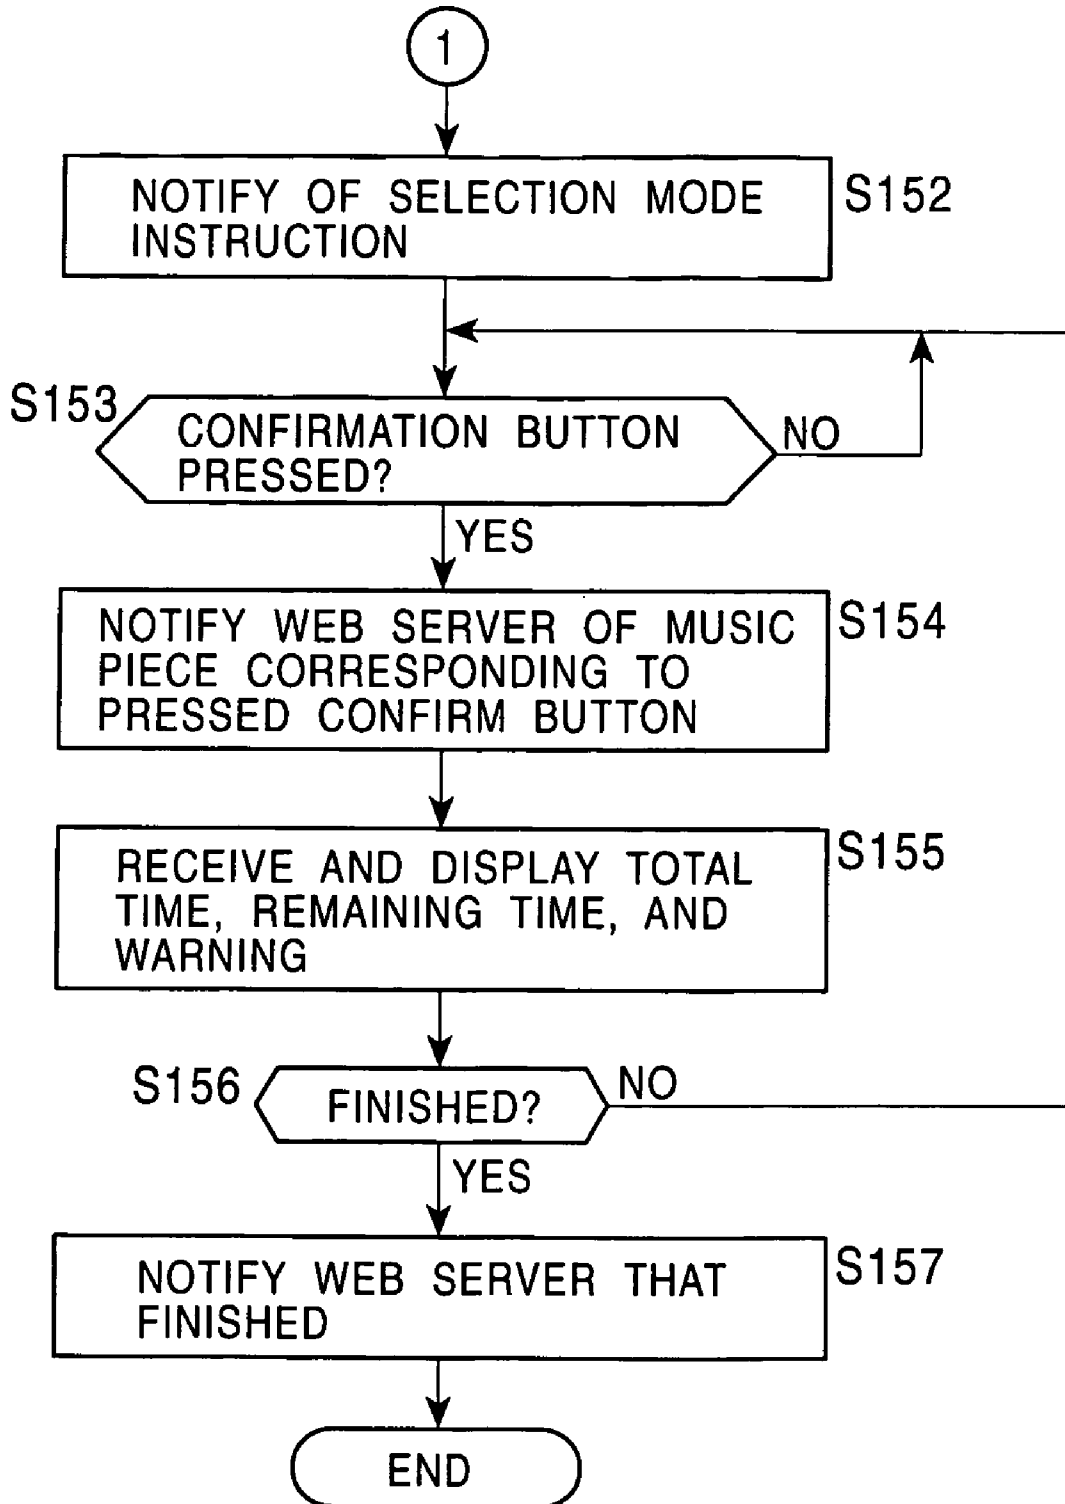 1
NOTIFY OF SELECTION MODE
INSTRUCTION
S152
S153
CONFIRMATION BUTTON
PRESSED?
NO
YES
NOTIFY WEB SERVER OF MUSIC
PIECE CORRESPONDING TO
PRESSED CONFIRM BUTTON
S154
RECEIVE AND DISPLAY TOTAL
TIME, REMAINING TIME, AND
WARNING
S155
S156
FINISHED?
NO
YES
NOTIFY WEB SERVER THAT
FINISHED
S157
END